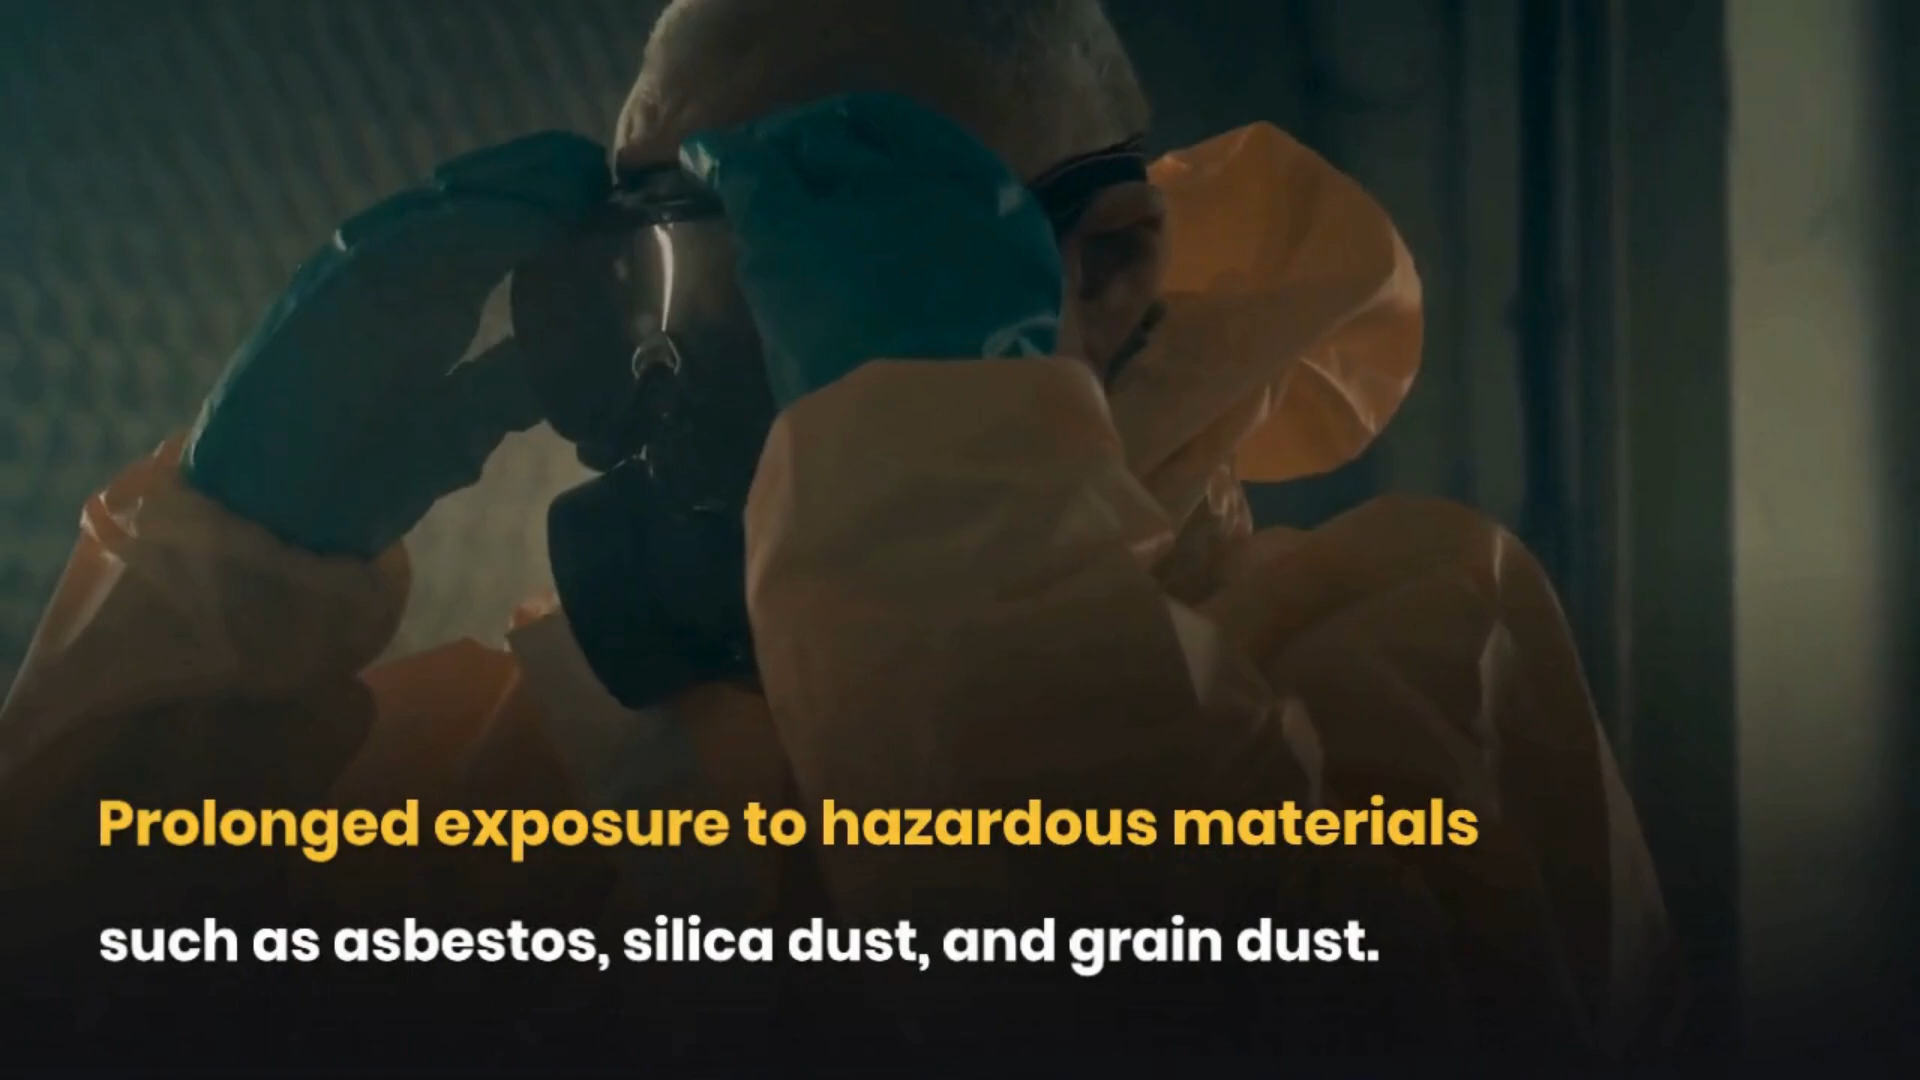 Prolonged exposure to hazardous materials
such as asbestos, silica dust, and grain dust.